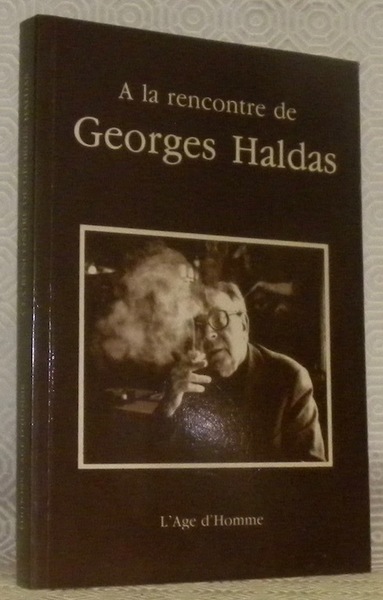 A la rencontre de
Georges Haldas
L'Age d'Homme